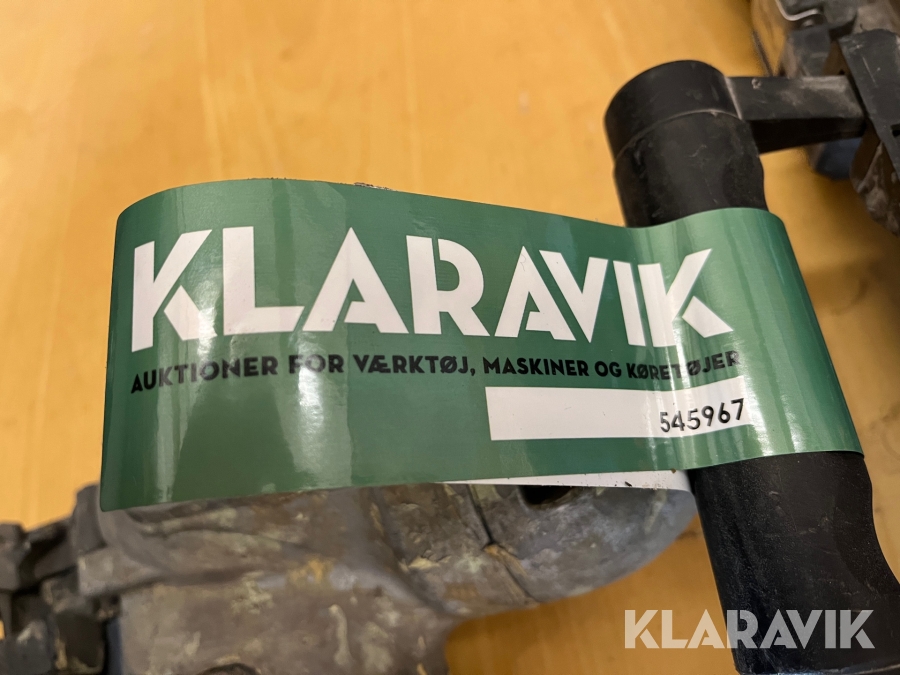 KLARAVIK
AUKTIONER FOR VÆRKTØJ, MASKINER OG KØRETØJER
545967
KLARAVIK